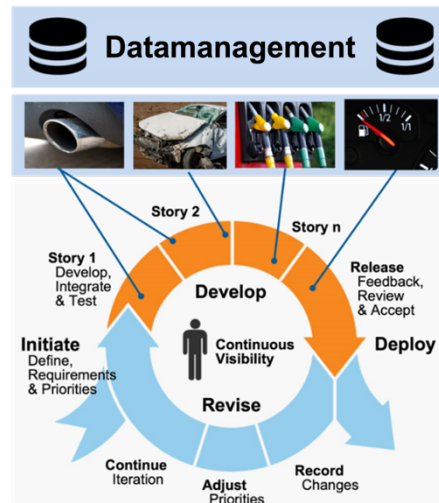 Datamanagement
1/2
1/1
Story 2
Story n
Story 1
Develop,
Integrate
& Test
Release
Feedback,
Review
& Accept
Develop
Initiate
Define,
Requirements
& Priorities
Continuous
Visibility
Deploy
Revise
Continue
Iteration
Adjust
Priorities
Record
Changes